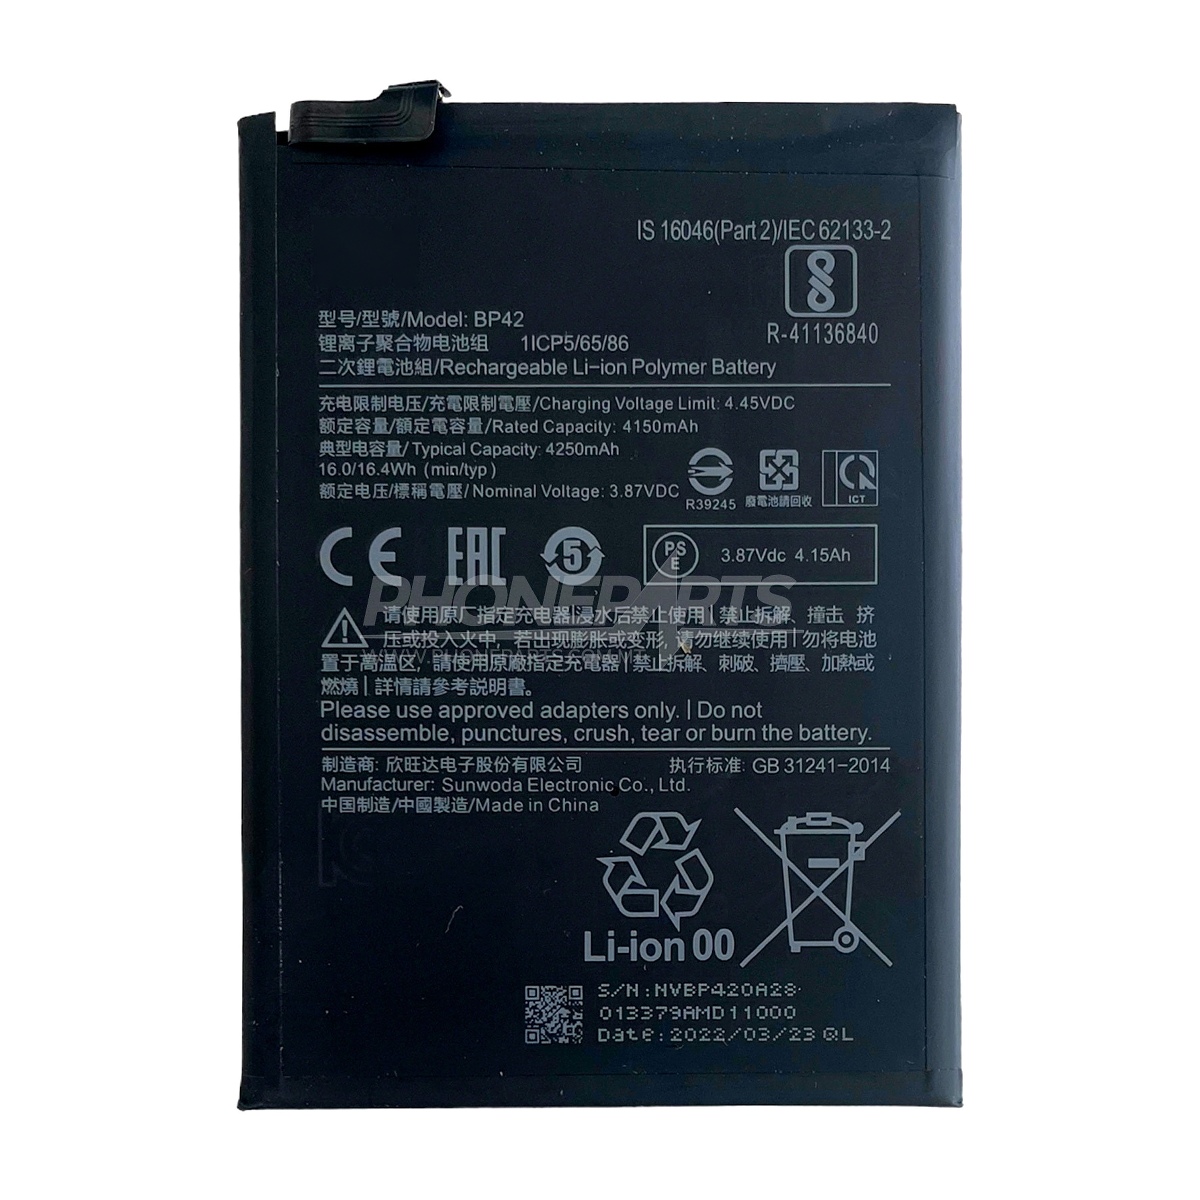 IS 16046(Part 2)/IEC 62133-2
R-41136840
型号/型號/Model: BP42
锂离子聚合物电池组 1ICP5/65/86
二次鋰電池組/Rechargeable Li-ion Polymer Battery
充电限制电压/充電限制電壓/Charging Voltage Limit: 4.45VDC
额定容量/額定電容量/Rated Capacity: 4150mAh
典型电容量/ Typical Capacity: 4250mAh
16.0/16.4Wh (min/typ)
额定电压/標稱電壓/ Nominal Voltage: 3.87VDC
R39245
廢電池請回收
ICT
CE EAC 5 PSE 3.87Vdc 4.15Ah
PHONEPARTS
请使用原厂指定充电器|浸水后禁止使用|禁止拆解、撞击、挤
压或投入火中,若出现膨胀或变形,请勿继续使用|勿将电池
置于高温区,請使用原廠指定充電器|禁止拆解、刺破、擠壓、加熱或
燃燒|詳情請參考説明書。
Please use approved adapters only. | Do not
disassemble, punctures, crush, tear or burn the battery.
制造商: 欣旺达电子股份有限公司 执行标准: GB 31241-2014
Manufacturer: Sunwoda Electronic Co., Ltd.
中国制造/中國製造/Made in China
Li-ion 00
S/N:NVBP420A28
013379AMD11000
Date:2022/03/23 QL